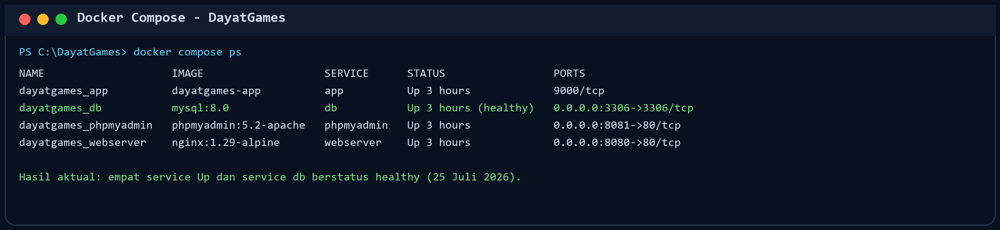 Docker Compose - DayatGames
PS C:\DayatGames> docker compose ps
NAME IMAGE SERVICE STATUS PORTS
dayatgames_app dayatgames-app app Up 3 hours 9000/tcp
dayatgames_db mysql:8.0 db Up 3 hours (healthy) 0.0.0.0:3306->3306/tcp
dayatgames_phpmyadmin phpmyadmin:5.2-apache phpmyadmin Up 3 hours 0.0.0.0:8081->80/tcp
dayatgames_webserver nginx:1.29-alpine webserver Up 3 hours 0.0.0.0:8080->80/tcp
Hasil aktual: empat service Up dan service db berstatus healthy (25 Juli 2026).